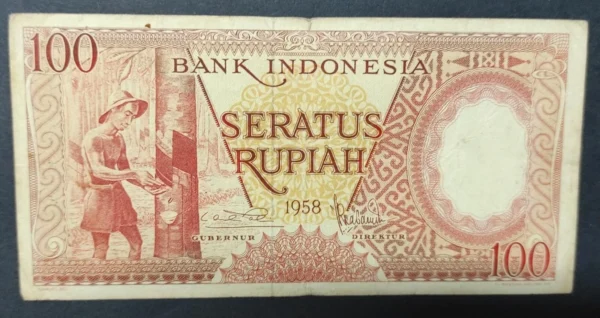 100
BANK INDONESIA
SERATUS
RUPIAH
1958
GUBERNUR DIREKTUR
100